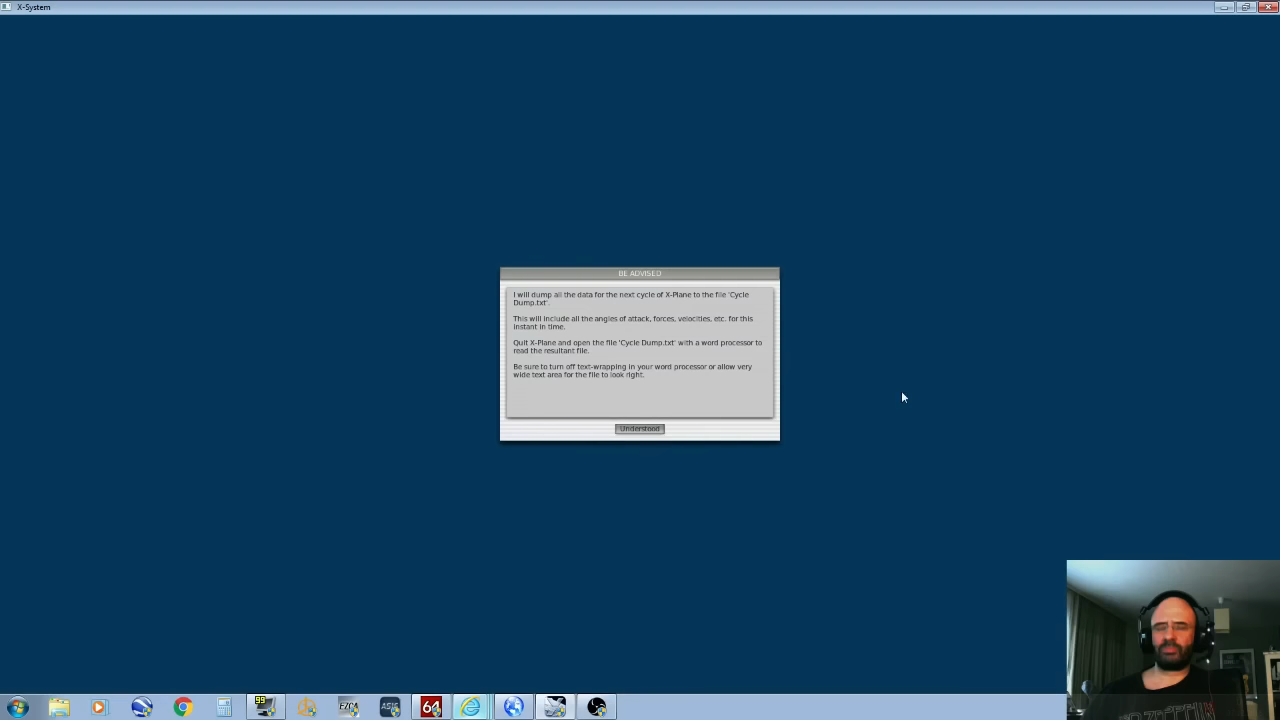 X-System
BE ADVISED
I will dump all the data for the next cycle of X-Plane to the file 'Cycle
Dump.txt'.
This will include all the angles of attack, forces, velocities, etc. for this
instant in time.
Quit X-Plane and open the file 'Cycle Dump.txt' with a word processor to
read the resultant file.
Be sure to turn off text-wrapping in your word processor or allow very
wide text area for the file to look right.
Understood
99
EZCA
64